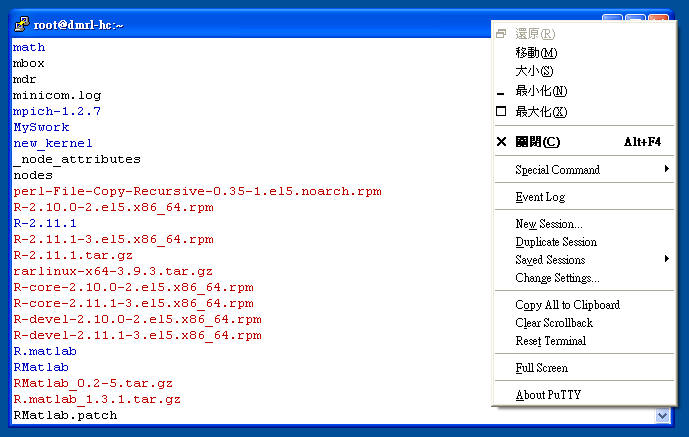 root@dmrl-hc:~
math
mbox
mdr
minicom.log
mpich-1.2.7
MySwork
new_kernel
_node_attributes
nodes
perl-File-Copy-Recursive-0.35-1.el5.noarch.rpm
R-2.10.0-2.el5.x86_64.rpm
R-2.11.1
R-2.11.1-3.el5.x86_64.rpm
R-2.11.1.tar.gz
rarlinux-x64-3.9.3.tar.gz
R-core-2.10.0-2.el5.x86_64.rpm
R-core-2.11.1-3.el5.x86_64.rpm
R-devel-2.10.0-2.el5.x86_64.rpm
R-devel-2.11.1-3.el5.x86_64.rpm
R.matlab
RMatlab
RMatlab_0.2-5.tar.gz
R.matlab_1.3.1.tar.gz
RMatlab.patch
還原(R)
移動(M)
大小(S)
最小化(N)
最大化(X)
關閉(C) Alt+F4
Special Command
Event Log
New Session...
Duplicate Session
Saved Sessions
Change Settings...
Copy All to Clipboard
Clear Scrollback
Reset Terminal
Full Screen
About PuTTY